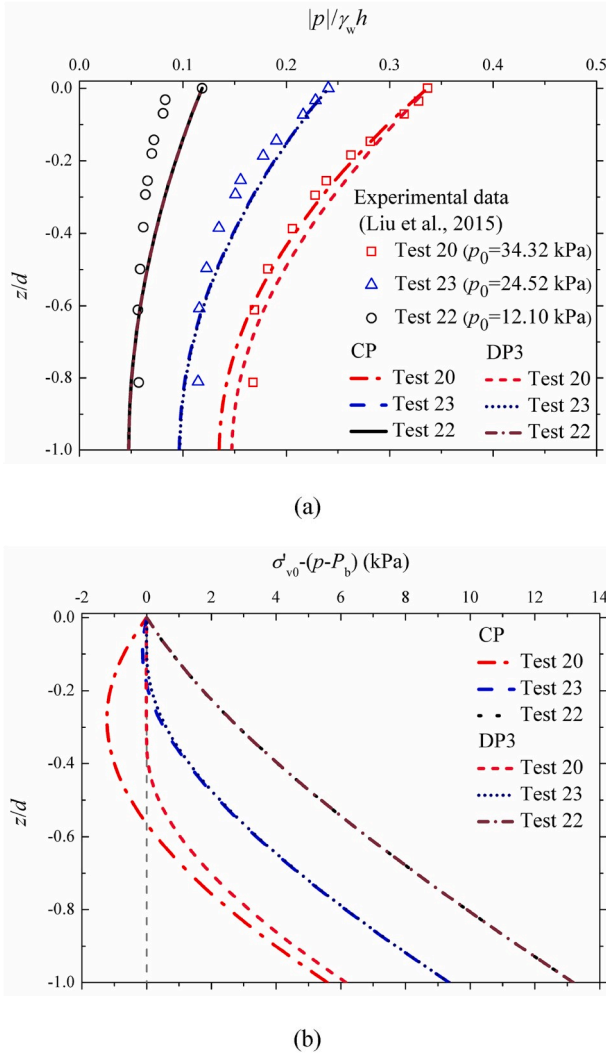 |p|/γwh
0.0 0.1 0.2 0.3 0.4 0.5
0.0
-0.2
-0.4
-0.6
-0.8
-1.0
z/d
Experimental data
(Liu et al., 2015)
Test 20 (p0=34.32 kPa)
Test 23 (p0=24.52 kPa)
Test 22 (p0=12.10 kPa)
CP DP3
Test 20 Test 20
Test 23 Test 23
Test 22 Test 22
(a)
σ'v0-(p-Pb) (kPa)
-2 0 2 4 6 8 10 12 14
0.0
-0.2
-0.4
-0.6
-0.8
-1.0
z/d
CP
Test 20
Test 23
Test 22
DP3
Test 20
Test 23
Test 22
(b)